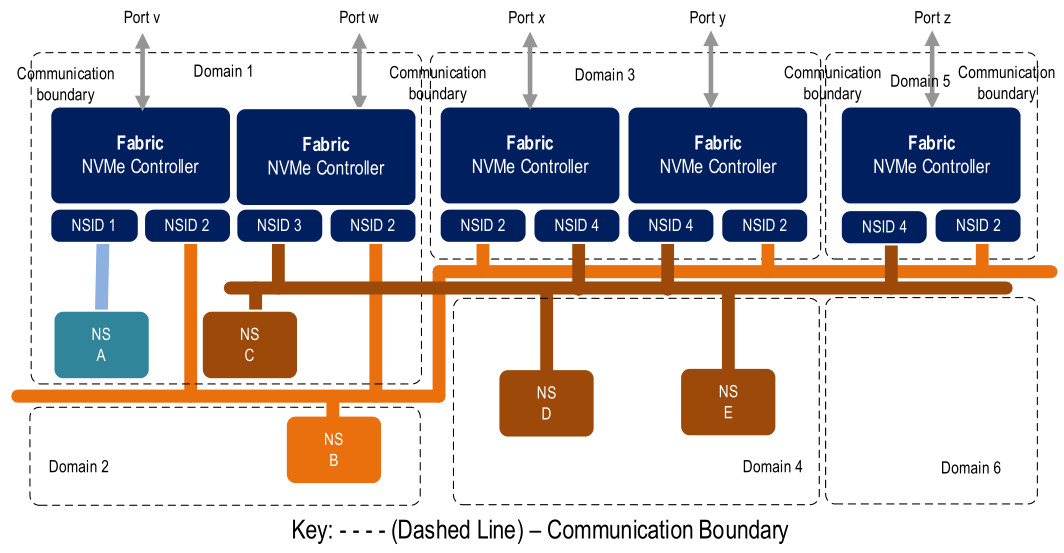 Port v
Port w
Port x
Port y
Port z
Communication
boundary
Domain 1
Communication
boundary
Domain 3
Communication
boundary
Domain 5
Communication
boundary
Fabric
NVMe Controller
Fabric
NVMe Controller
Fabric
NVMe Controller
Fabric
NVMe Controller
Fabric
NVMe Controller
NSID 1
NSID 2
NSID 3
NSID 2
NSID 2
NSID 4
NSID 4
NSID 2
NSID 4
NSID 2
NS
A
NS
C
NS
D
NS
E
NS
B
Domain 2
Domain 4
Domain 6
Key: - - - - (Dashed Line) – Communication Boundary